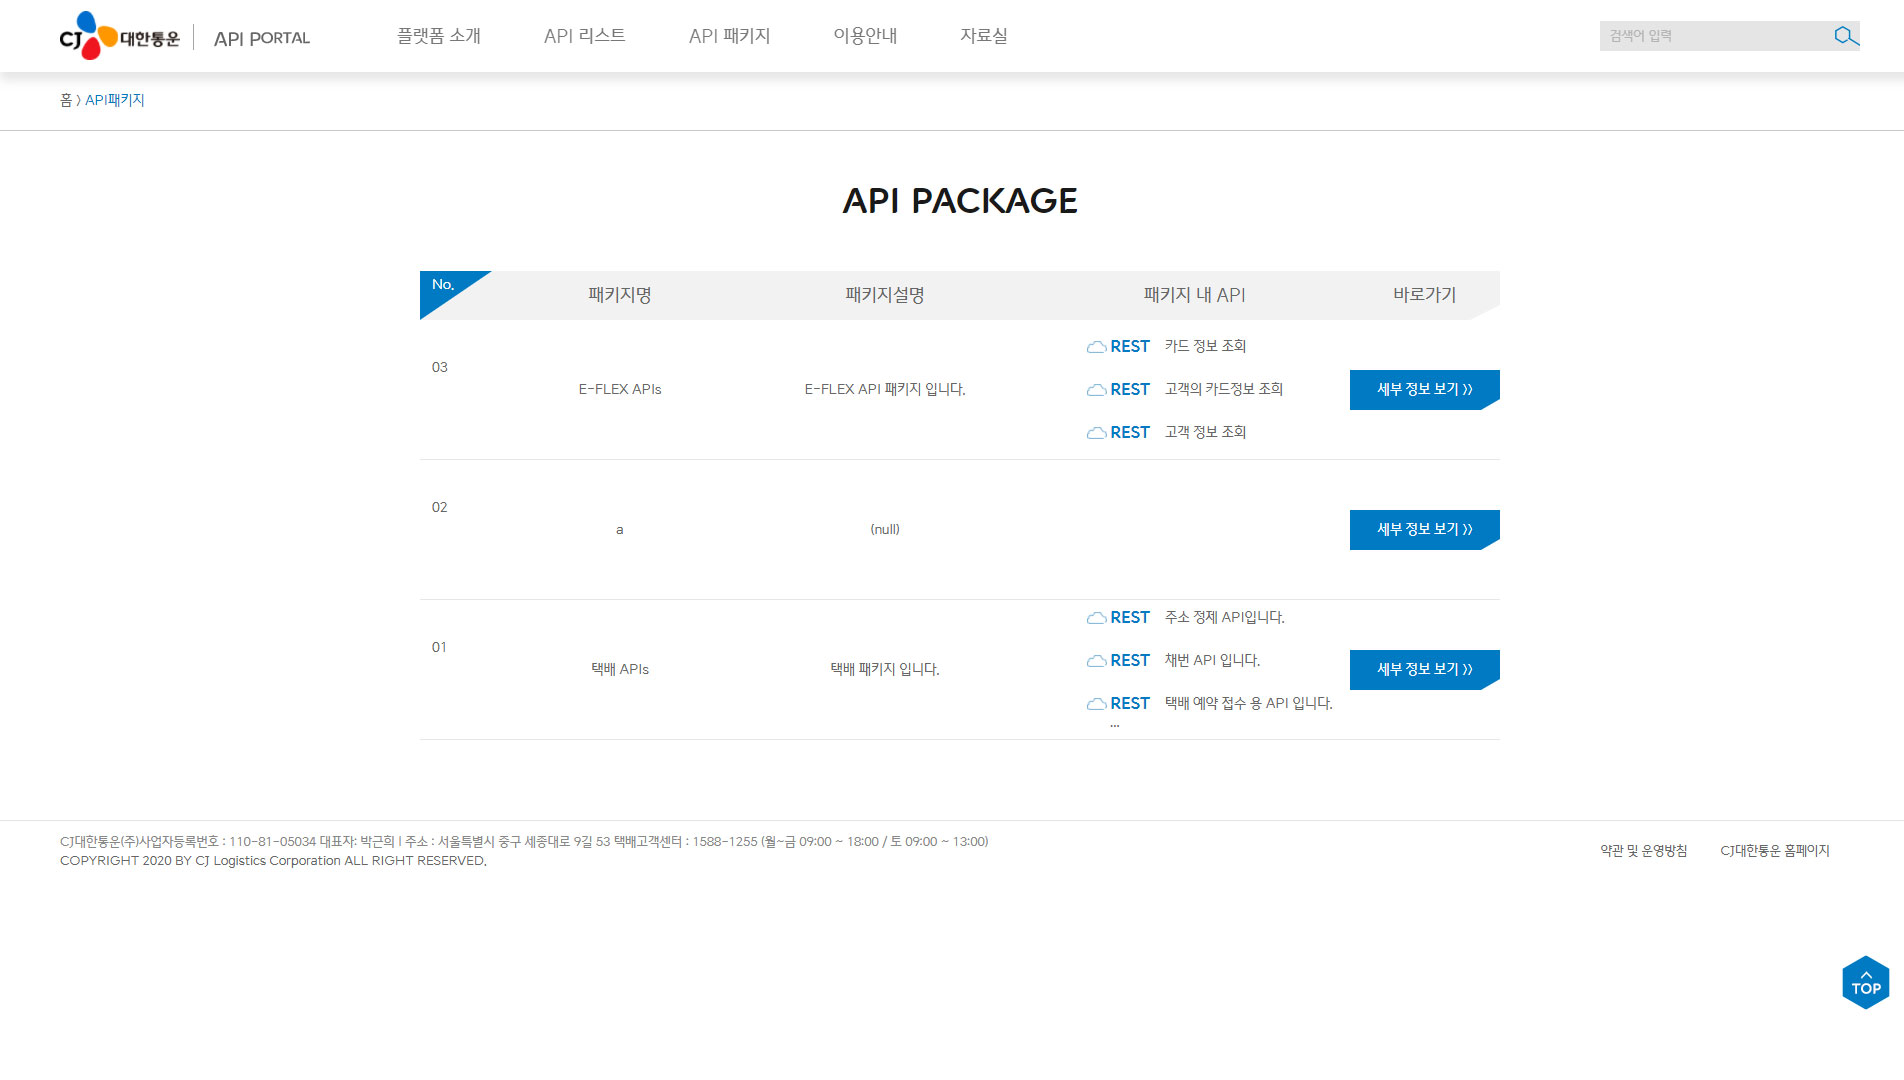 CJ대한통운 API PORTAL 플랫폼 소개 API 리스트 API 패키지 이용안내 자료실 검색어 입력
홈 > API패키지
API PACKAGE
No. 패키지명 패키지설명 패키지 내 API 바로가기
03 E-FLEX APIs E-FLEX API 패키지 입니다. 세부 정보 보기 >>
REST 카드 정보 조회
REST 고객의 카드정보 조희
REST 고객 정보 조회
02 a (null) 세부 정보 보기 >>
01 택배 APIs 택배 패키지 입니다. 세부 정보 보기 >>
REST 주소 정제 API입니다.
REST 채번 API 입니다.
REST 택배 예약 접수 용 API 입니다.
...
CJ대한통운(주)사업자등록번호 : 110-81-05034 대표자: 박근희 | 주소 : 서울특별시 중구 세종대로 9길 53 택배고객센터 : 1588-1255 (월~금 09:00 ~ 18:00 / 토 09:00 ~ 13:00)
COPYRIGHT 2020 BY CJ Logistics Corporation ALL RIGHT RESERVED.
약관 및 운영방침 CJ대한통운 홈페이지
TOP